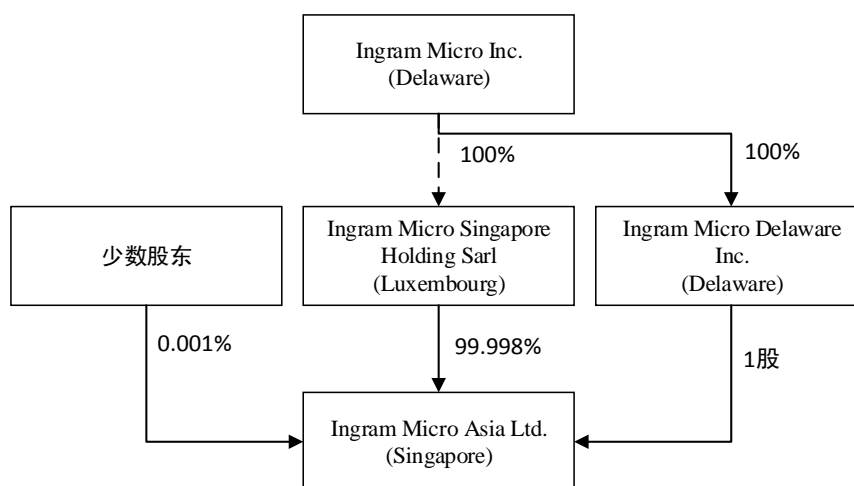 Ingram Micro Inc.
(Delaware)
100%
100%
少数股东
Ingram Micro Singapore
Holding Sarl
(Luxembourg)
Ingram Micro Delaware
Inc.
(Delaware)
0.001%
99.998%
1股
Ingram Micro Asia Ltd.
(Singapore)